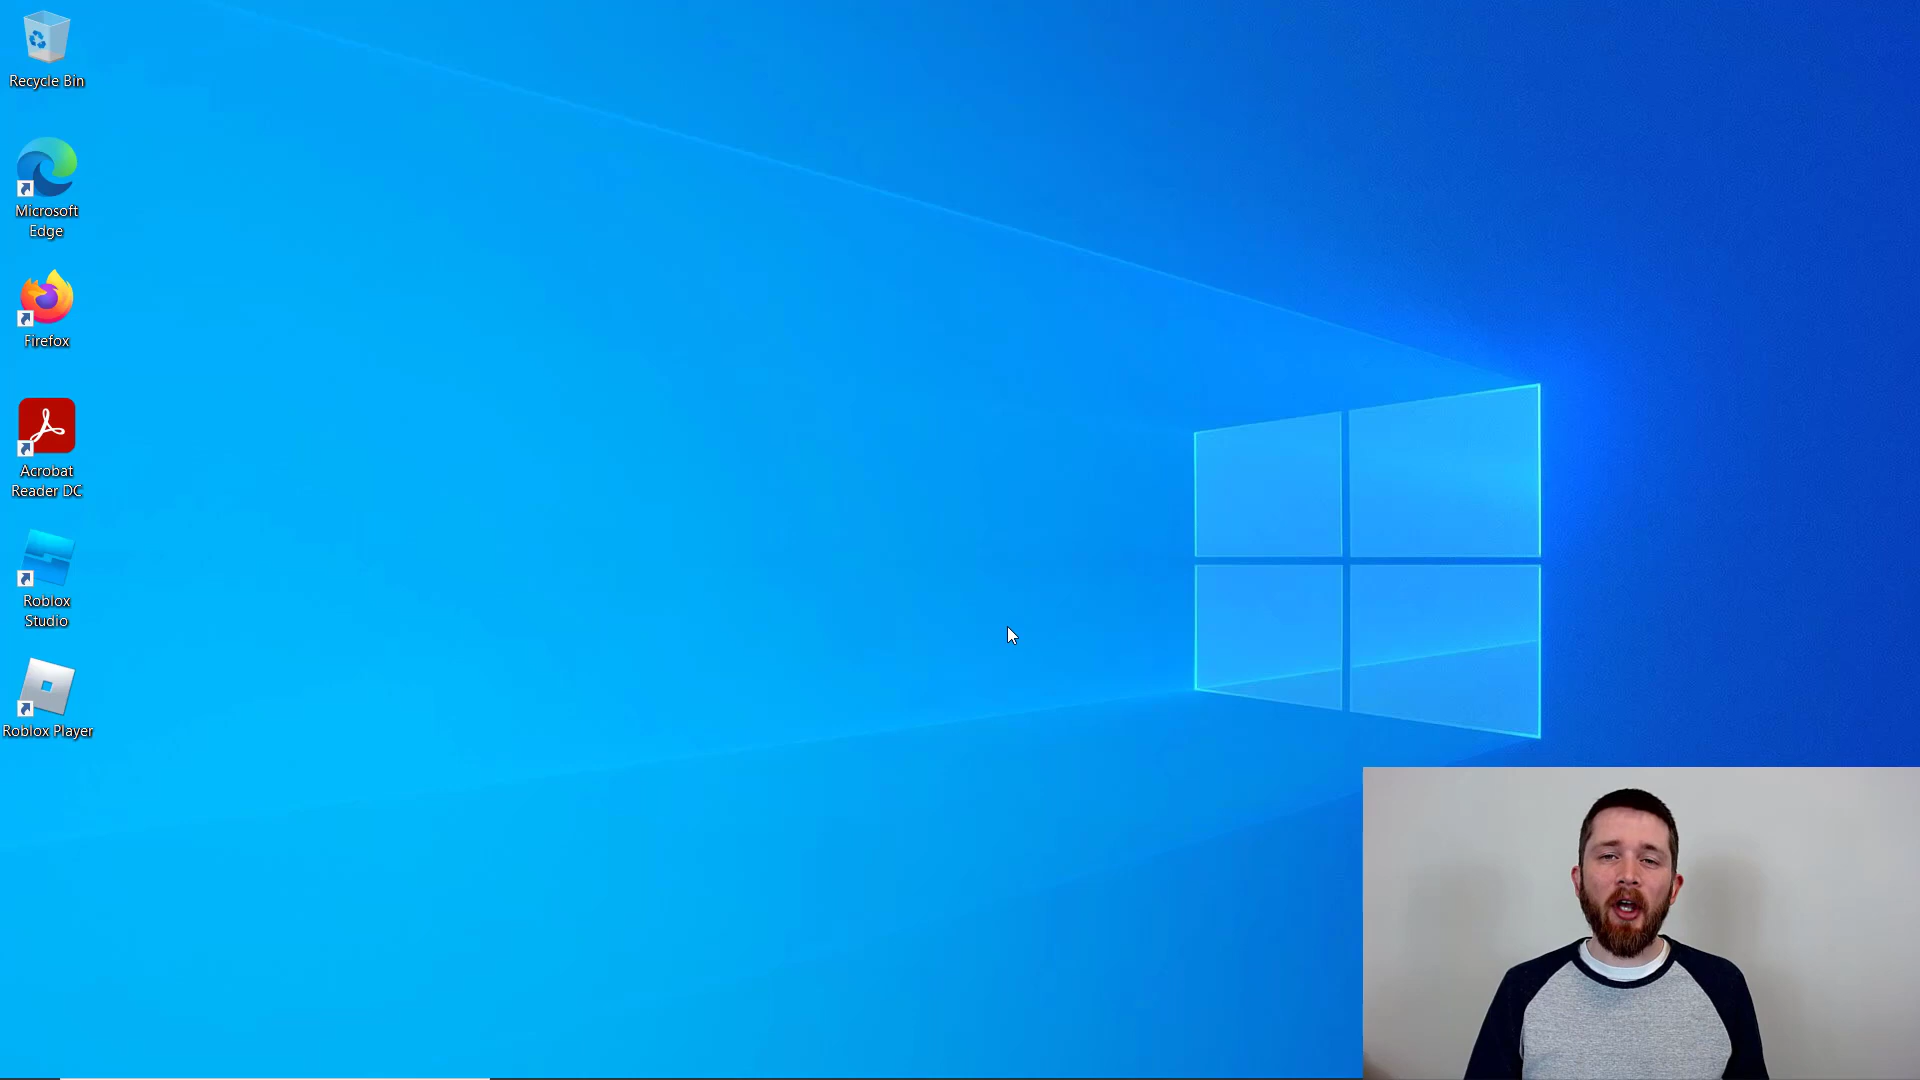 Recycle Bin
Microsoft
Edge
Firefox
Acrobat
Reader DC
Roblox
Studio
Roblox Player